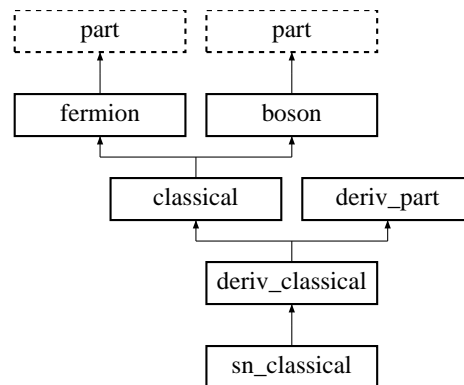 part part
fermion boson
classical deriv_part
deriv_classical
sn_classical